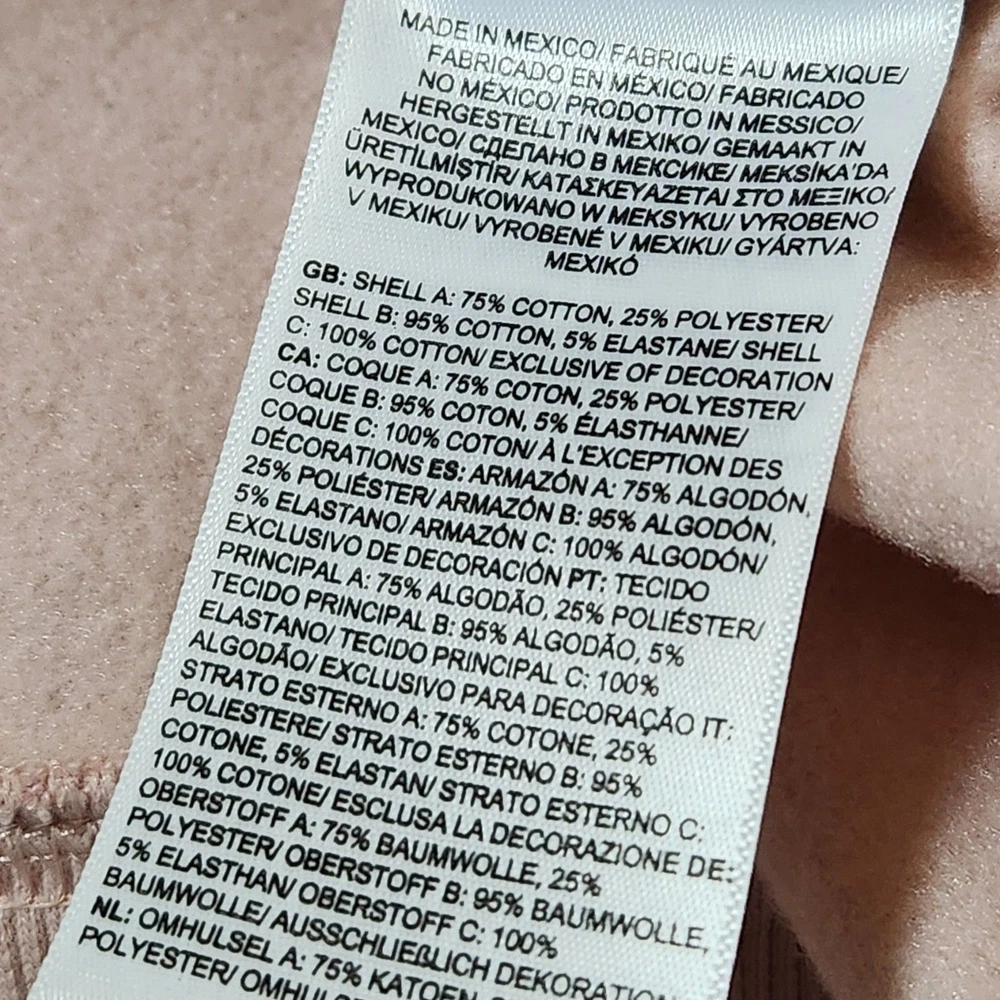 MADE IN MEXICO/ FABRIQUÉ AU MEXIQUE/
FABRICADO EN MÉXICO/ FABRICADO
NO MÉXICO/ PRODOTTO IN MESSICO/
HERGESTELLT IN MEXIKO/ GEMAAKT IN
MEXICO/ СДЕЛАНО В МЕКСИКЕ/ MEKSİKA'DA
ÜRETİLMİŞTİR/ ΚΑΤΑΣΚΕΥΑΖΕΤΑΙ ΣΤΟ ΜΕΞΙΚΟ/
WYPRODUKOWANO W MEKSYKU/ VYROBENO
V MEXIKU/ VYROBENÉ V MEXIKU/ GYÁRTVA:
MEXIKÓ
GB: SHELL A: 75% COTTON, 25% POLYESTER/
SHELL B: 95% COTTON, 5% ELASTANE/ SHELL
C: 100% COTTON/ EXCLUSIVE OF DECORATION
CA: COQUE A: 75% COTON, 25% POLYESTER/
COQUE B: 95% COTON, 5% ÉLASTHANNE/
COQUE C: 100% COTON/ À L'EXCEPTION DES
DÉCORATIONS ES: ARMAZÓN A: 75% ALGODÓN,
25% POLIÉSTER/ ARMAZÓN B: 95% ALGODÓN,
5% ELASTANO/ ARMAZÓN C: 100% ALGODÓN/
EXCLUSIVO DE DECORACIÓN PT: TECIDO
PRINCIPAL A: 75% ALGODÃO, 25% POLIÉSTER/
TECIDO PRINCIPAL B: 95% ALGODÃO, 5%
ELASTANO/ TECIDO PRINCIPAL C: 100%
ALGODÃO/ EXCLUSIVO PARA DECORAÇÃO IT:
STRATO ESTERNO A: 75% COTONE, 25%
POLIESTERE/ STRATO ESTERNO B: 95%
COTONE, 5% ELASTAN/ STRATO ESTERNO C:
100% COTONE/ ESCLUSA LA DECORAZIONE DE:
OBERSTOFF A: 75% BAUMWOLLE, 25%
POLYESTER/ OBERSTOFF B: 95% BAUMWOLLE,
5% ELASTHAN/ OBERSTOFF C: 100%
BAUMWOLLE/ AUSSCHLIEßLICH DEKORATION
NL: OMHULSEL A: 75% KATOEN,
POLYESTER/